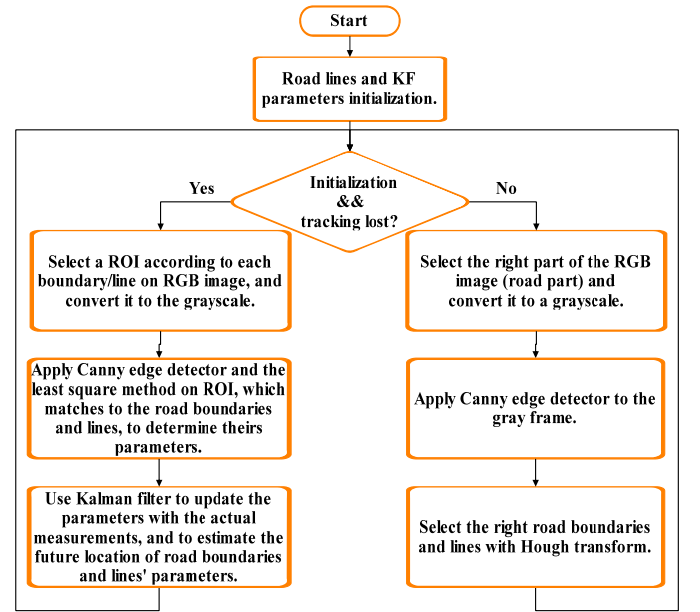 Start
Road lines and KF
parameters initialization.
Initialization
&&
tracking lost?
Yes
No
Select a ROI according to each
boundary/line on RGB image, and
convert it to the grayscale.
Apply Canny edge detector and the
least square method on ROI, which
matches to the road boundaries
and lines, to determine theirs
parameters.
Use Kalman filter to update the
parameters with the actual
measurements, and to estimate the
future location of road boundaries
and lines' parameters.
Select the right part of the RGB
image (road part) and
convert it to a grayscale.
Apply Canny edge detector to the
gray frame.
Select the right road boundaries
and lines with Hough transform.